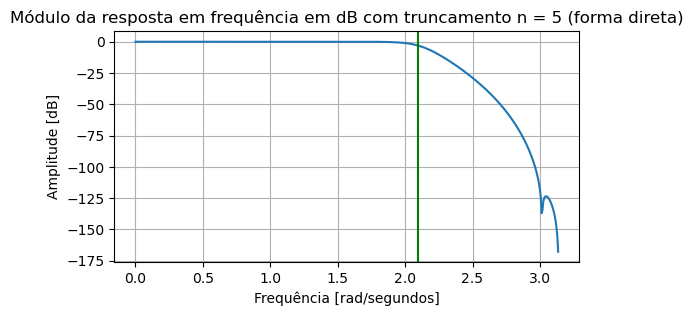 Módulo da resposta em frequência em dB com truncamento n = 5 (forma direta)
0
−25
−50
−75
−100
−125
−150
−175
Amplitude [dB]
0.0 0.5 1.0 1.5 2.0 2.5 3.0
Frequência [rad/segundos]